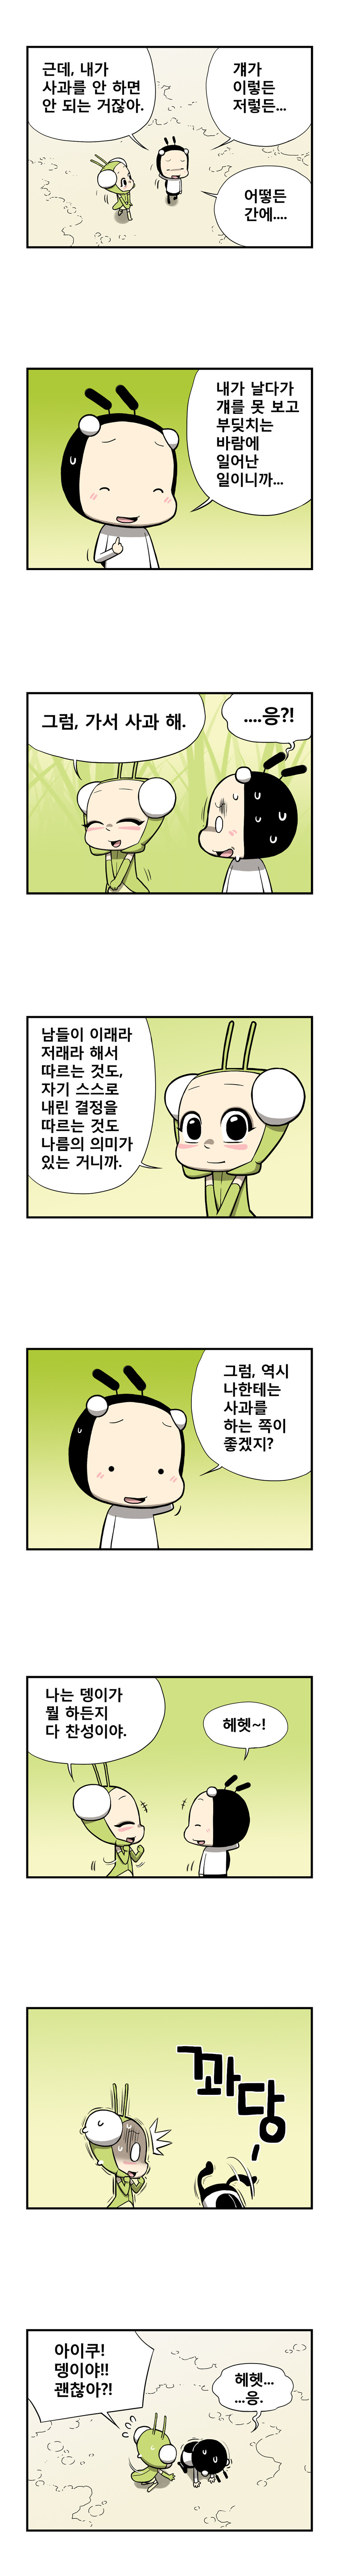 근데, 내가
사과를 안 하면
안 되는 거잖아.
걔가
이렇든
저렇든...
어떻든
간에....
내가 날다가
걔를 못 보고
부딪치는
바람에
일어난
일이니까...
그럼, 가서 사과 해.
....응?!
남들이 이래라
저래라 해서
따르는 것도,
자기 스스로
내린 결정을
따르는 것도
나름의 의미가
있는 거니까.
그럼, 역시
나한테는
사과를
하는 쪽이
좋겠지?
나는 뎅이가
뭘 하든지
다 찬성이야.
헤헷~!
꽈당
아이쿠!
뎅이야!!
괜찮아?!
헤헷...
...응.